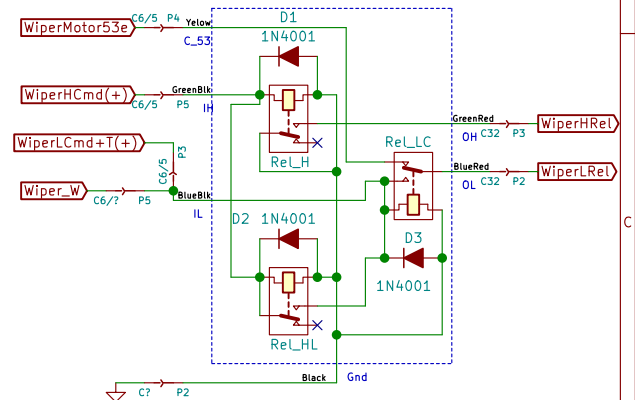 WiperMotor53e
C6/5 P4
Yelow
C_53
D1
1N4001
WiperHCmd(+)
C6/5 P5
GreenBlk
IH
Rel_H
GreenRed
OH
C32 P3
WiperHRel
WiperLCmd+T(+)
C6/5 P3
Rel_LC
BlueRed
OL
C32 P2
WiperLRel
Wiper_W
C6/? P5
BlueBlk
IL
D2 1N4001
C
D3
1N4001
Rel_HL
Black
Gnd
C? P2